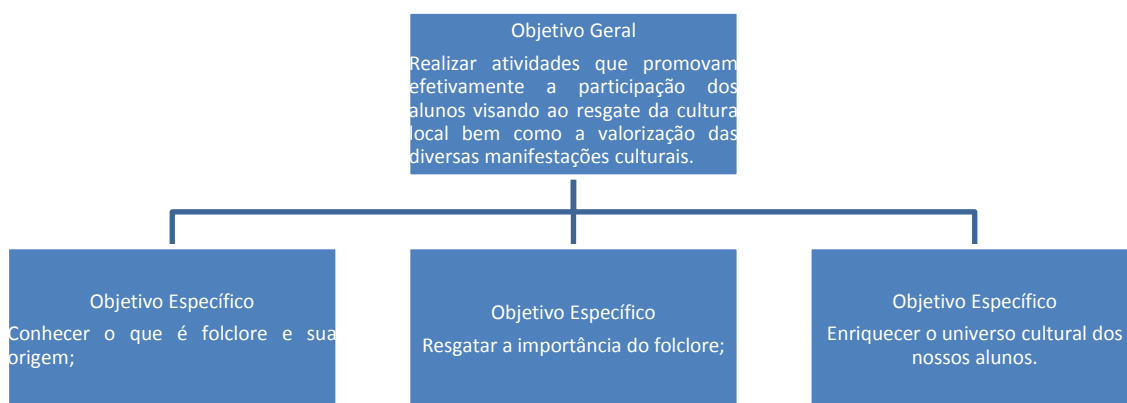 Objetivo Geral
Realizar atividades que promovam
efetivamente a participação dos
alunos visando ao resgate da cultura
local bem como a valorização das
diversas manifestações culturais.
Objetivo Específico
Conhecer o que é folclore e sua
origem;
Objetivo Específico
Resgatar a importância do folclore;
Objetivo Específico
Enriquecer o universo cultural dos
nossos alunos.